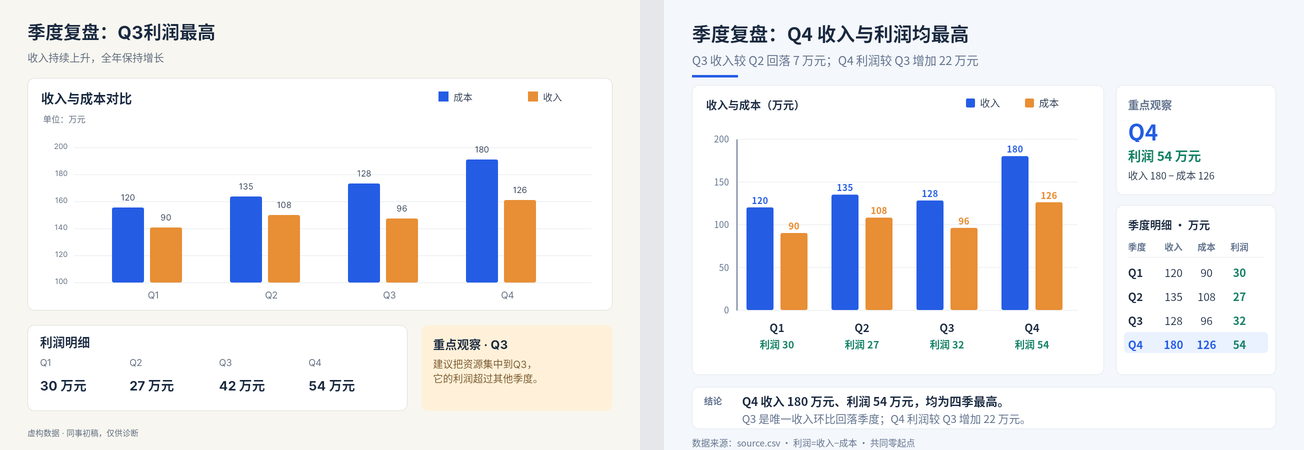 季度复盘：Q3利润最高
收入持续上升，全年保持增长
收入与成本对比
成本
收入
单位：万元
200
180
160
140
120
100
120
90
135
108
128
96
180
126
Q1
Q2
Q3
Q4
利润明细
Q1
Q2
Q3
Q4
30 万元
27 万元
42 万元
54 万元
重点观察 · Q3
建议把资源集中到Q3，
它的利润超过其他季度。
虚构数据 · 同事初稿，仅供诊断
季度复盘：Q4 收入与利润均最高
Q3 收入较 Q2 回落 7 万元；Q4 利润较 Q3 增加 22 万元
收入与成本（万元）
收入
成本
200
150
100
50
0
120
90
135
108
128
96
180
126
Q1
Q2
Q3
Q4
利润 30
利润 27
利润 32
利润 54
重点观察
Q4
利润 54 万元
收入 180 − 成本 126
季度明细 · 万元
季度 收入 成本 利润
Q1 120 90 30
Q2 135 108 27
Q3 128 96 32
Q4 180 126 54
结论
Q4 收入 180 万元、利润 54 万元，均为四季最高。
Q3 是唯一收入环比回落季度；Q4 利润较 Q3 增加 22 万元。
数据来源：source.csv · 利润=收入−成本 · 共同零起点